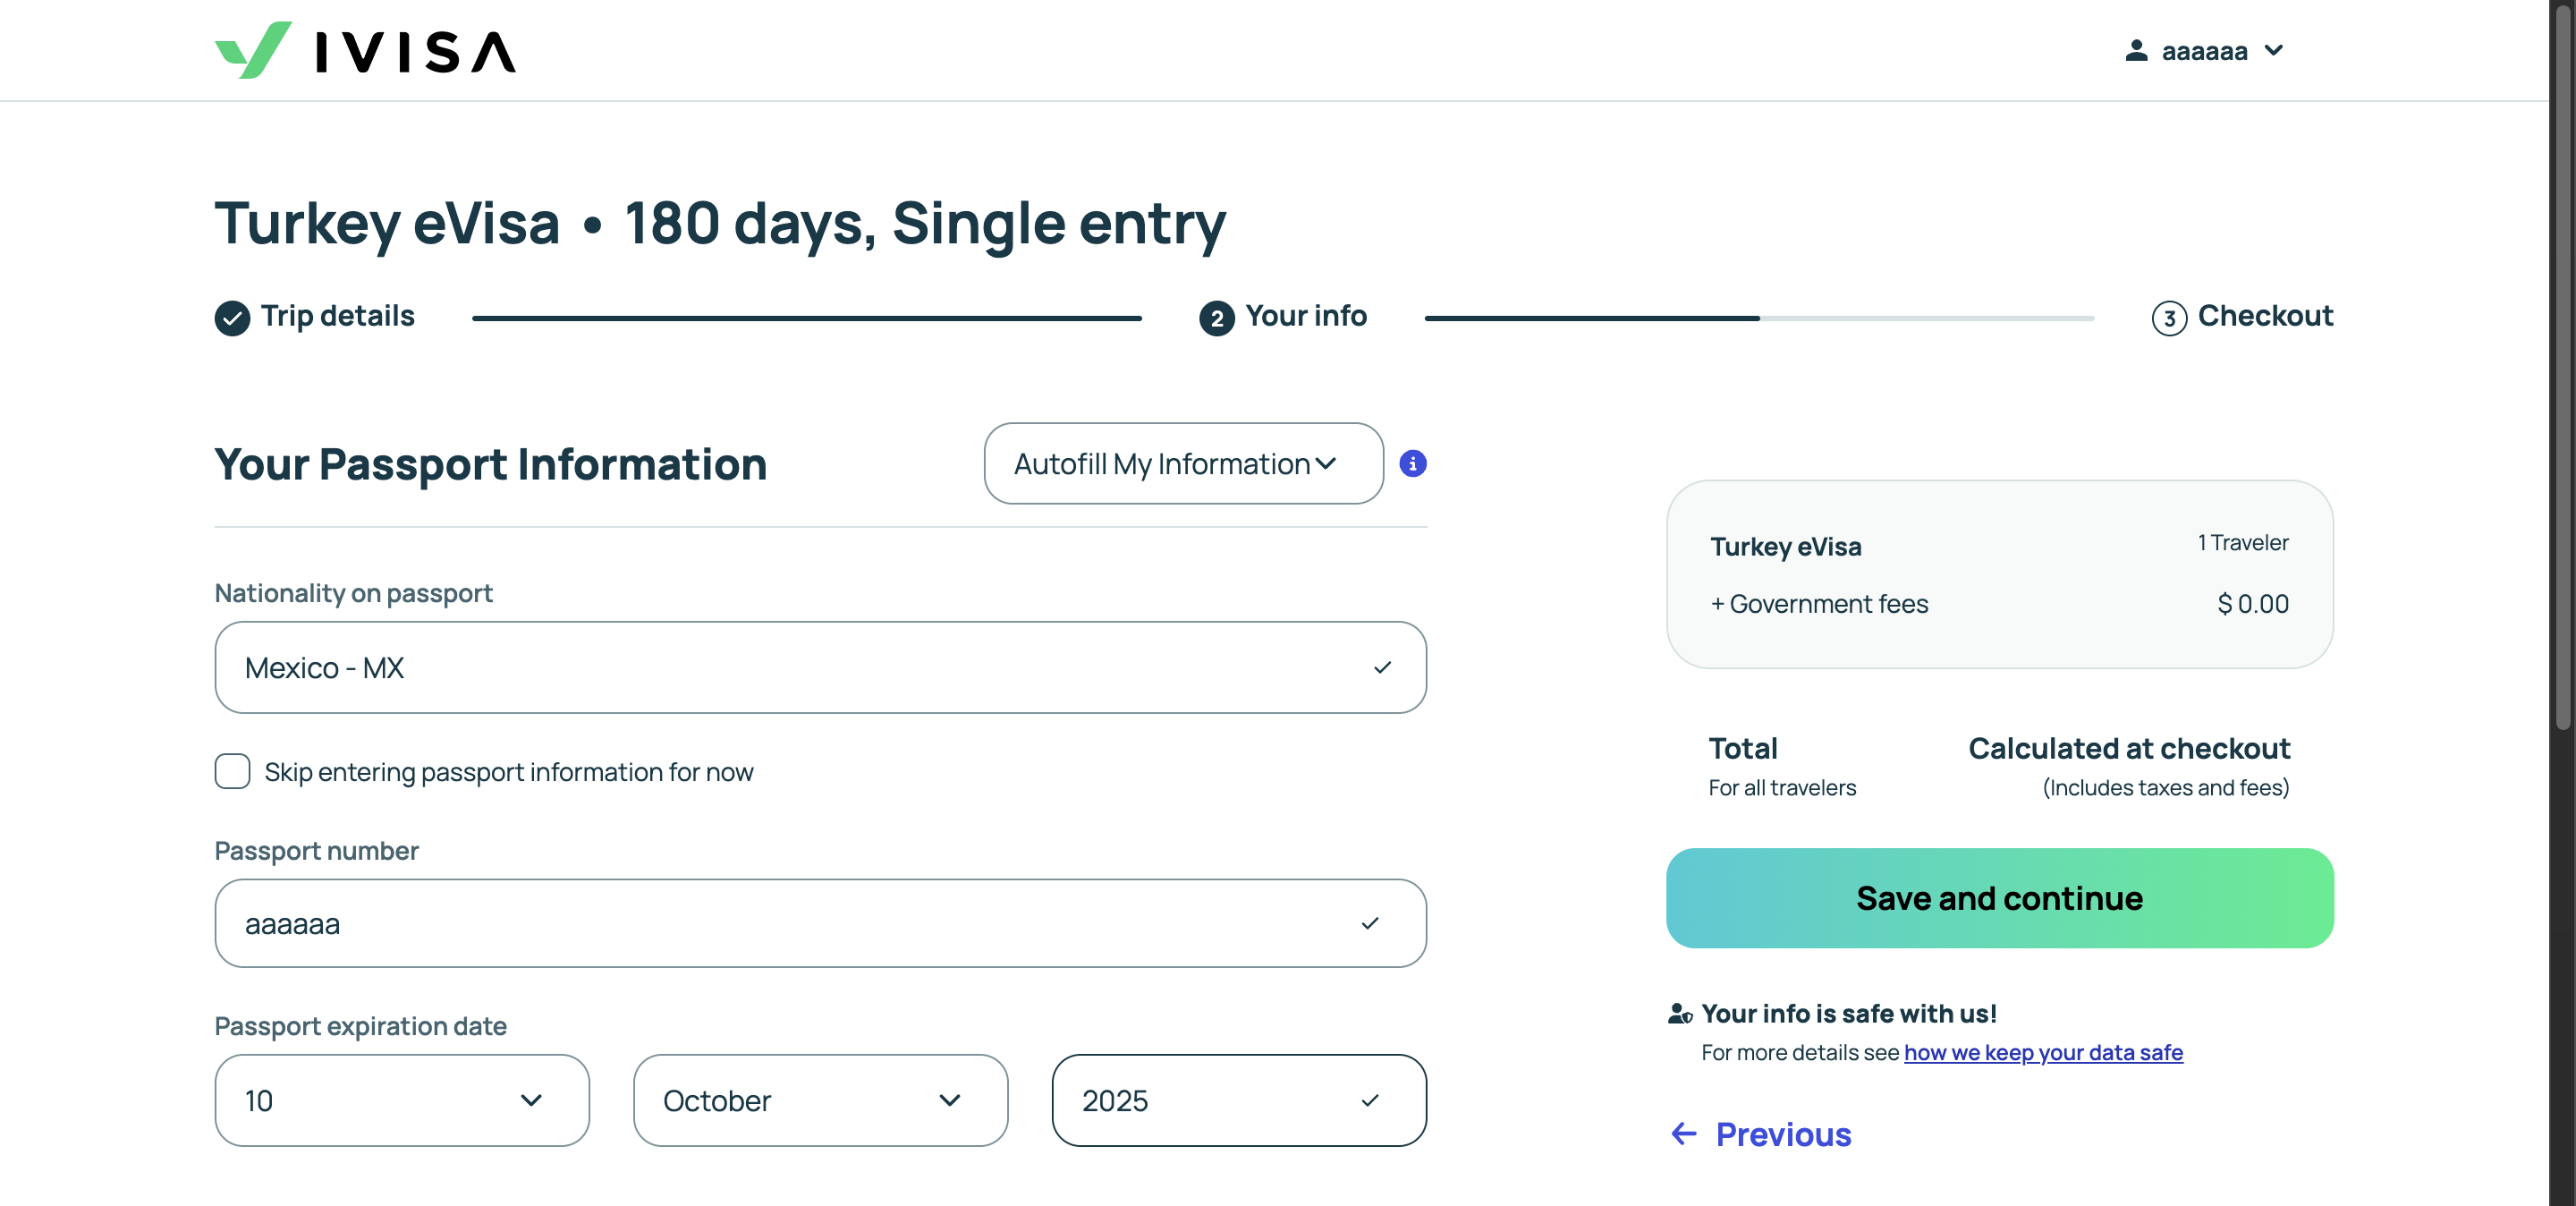 IVISA
aaaaaa
Turkey eVisa • 180 days, Single entry
Trip details
2 Your info
3 Checkout
Your Passport Information
Autofill My Information
Nationality on passport
Mexico - MX
Skip entering passport information for now
Passport number
aaaaaa
Passport expiration date
10 October 2025
Turkey eVisa 1 Traveler
+ Government fees $ 0.00
Total Calculated at checkout
For all travelers (Includes taxes and fees)
Save and continue
Your info is safe with us!
For more details see how we keep your data safe
← Previous